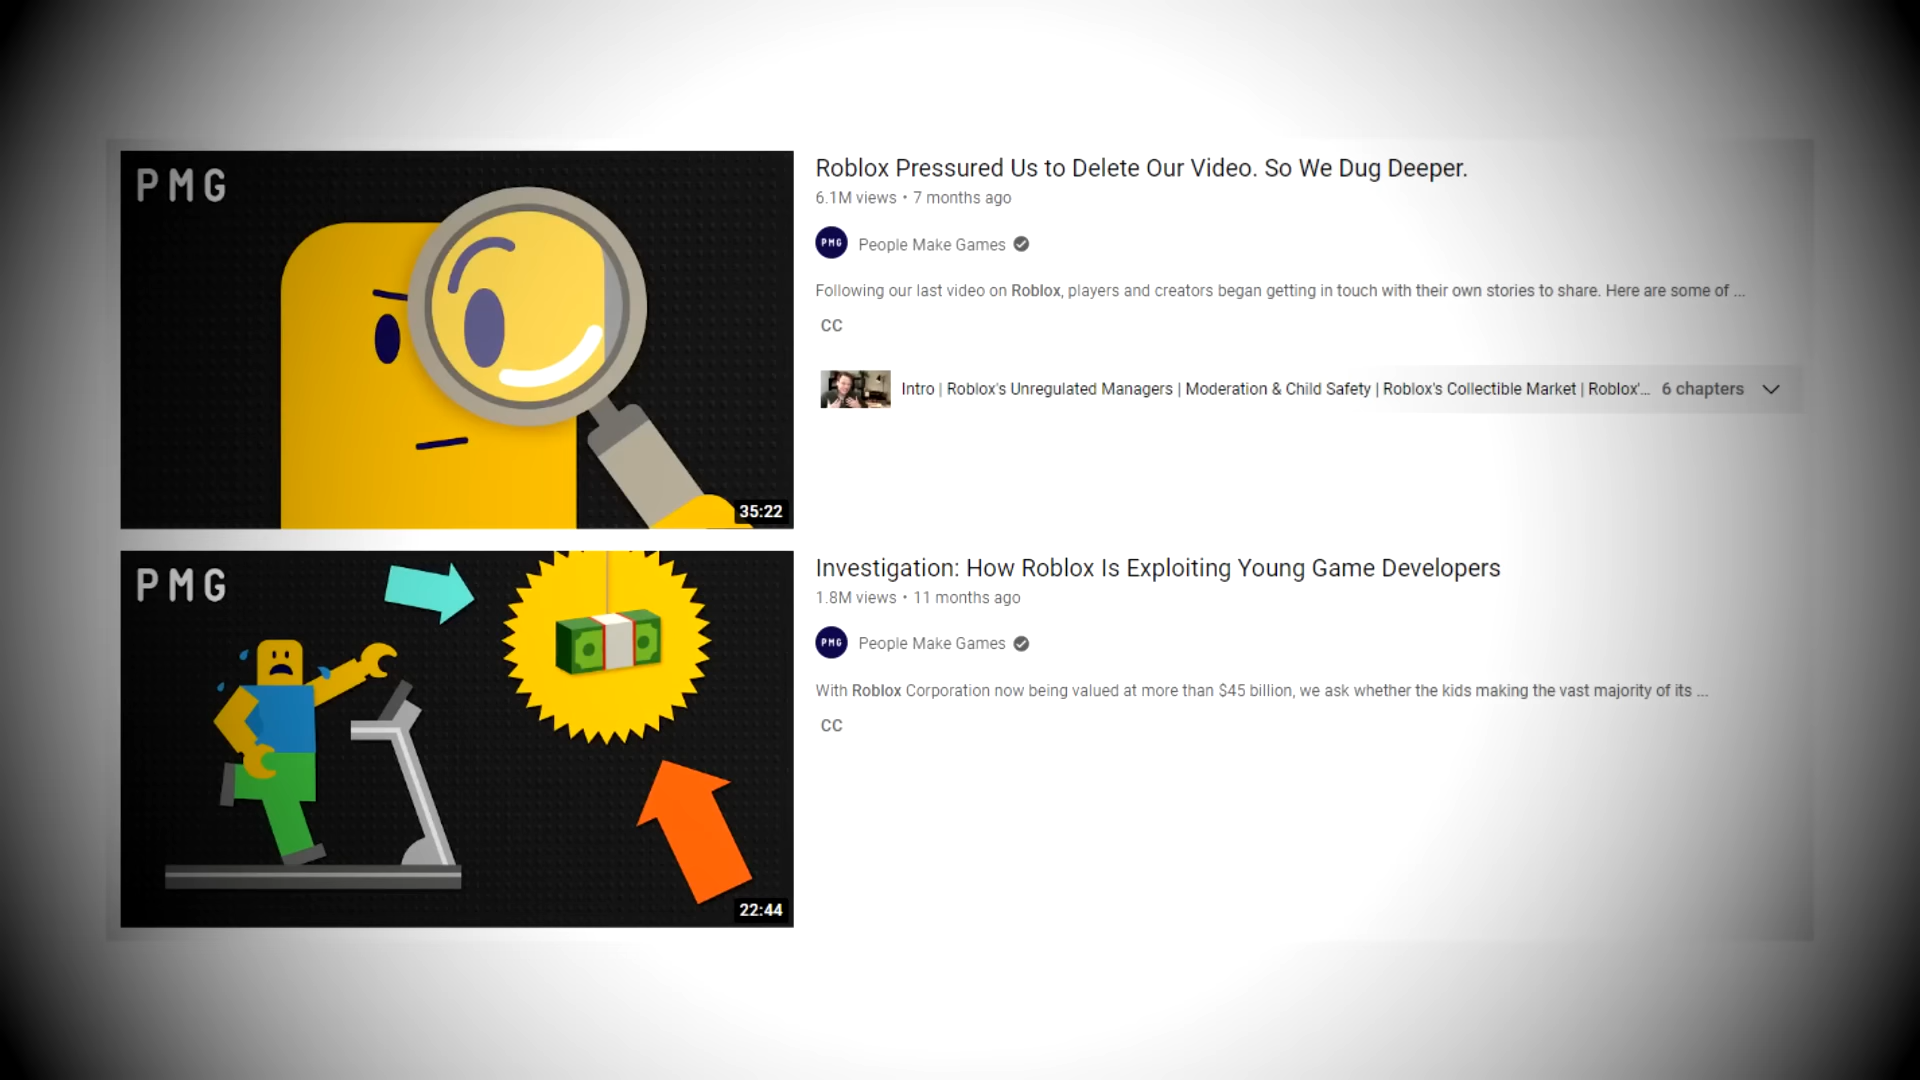 PMG
35:22
Roblox Pressured Us to Delete Our Video. So We Dug Deeper.
6.1M views • 7 months ago
PMG People Make Games
Following our last video on Roblox, players and creators began getting in touch with their own stories to share. Here are some of ...
CC
Intro | Roblox's Unregulated Managers | Moderation & Child Safety | Roblox's Collectible Market | Roblox'... 6 chapters
PMG
22:44
Investigation: How Roblox Is Exploiting Young Game Developers
1.8M views • 11 months ago
PMG People Make Games
With Roblox Corporation now being valued at more than $45 billion, we ask whether the kids making the vast majority of its ...
CC